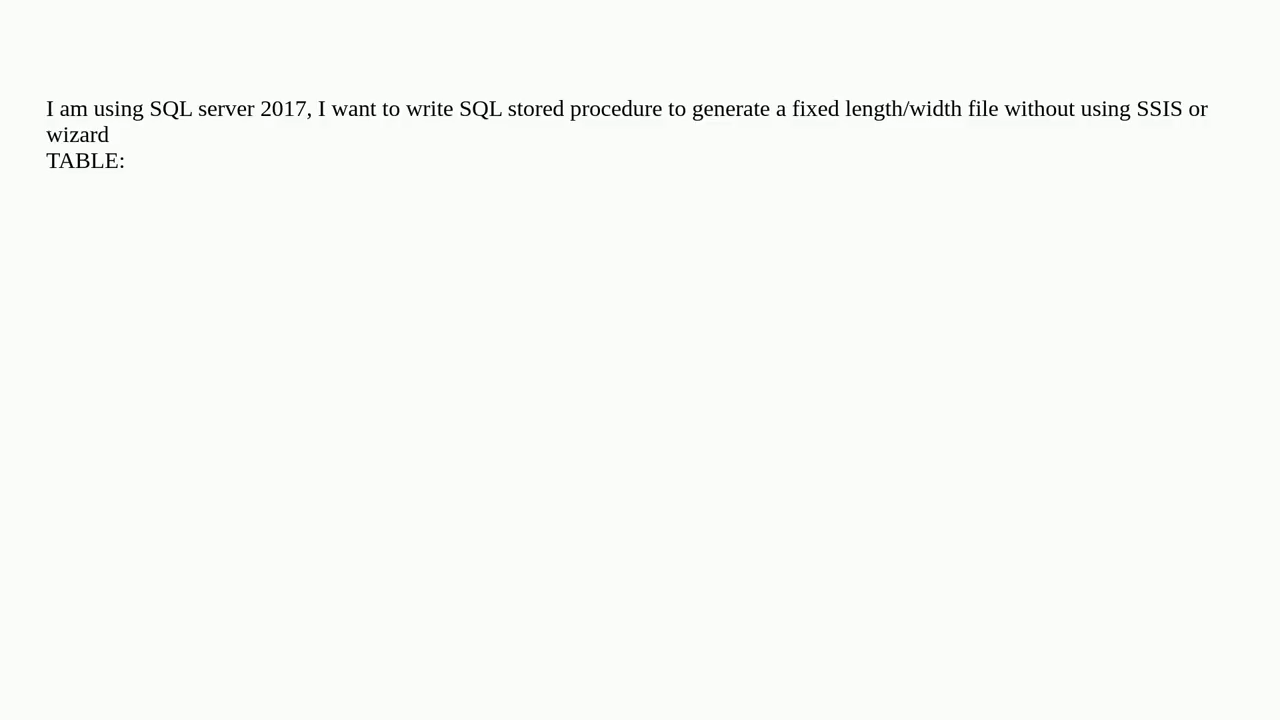 I am using SQL server 2017, I want to write SQL stored procedure to generate a fixed length/width file without using SSIS or
wizard
TABLE: